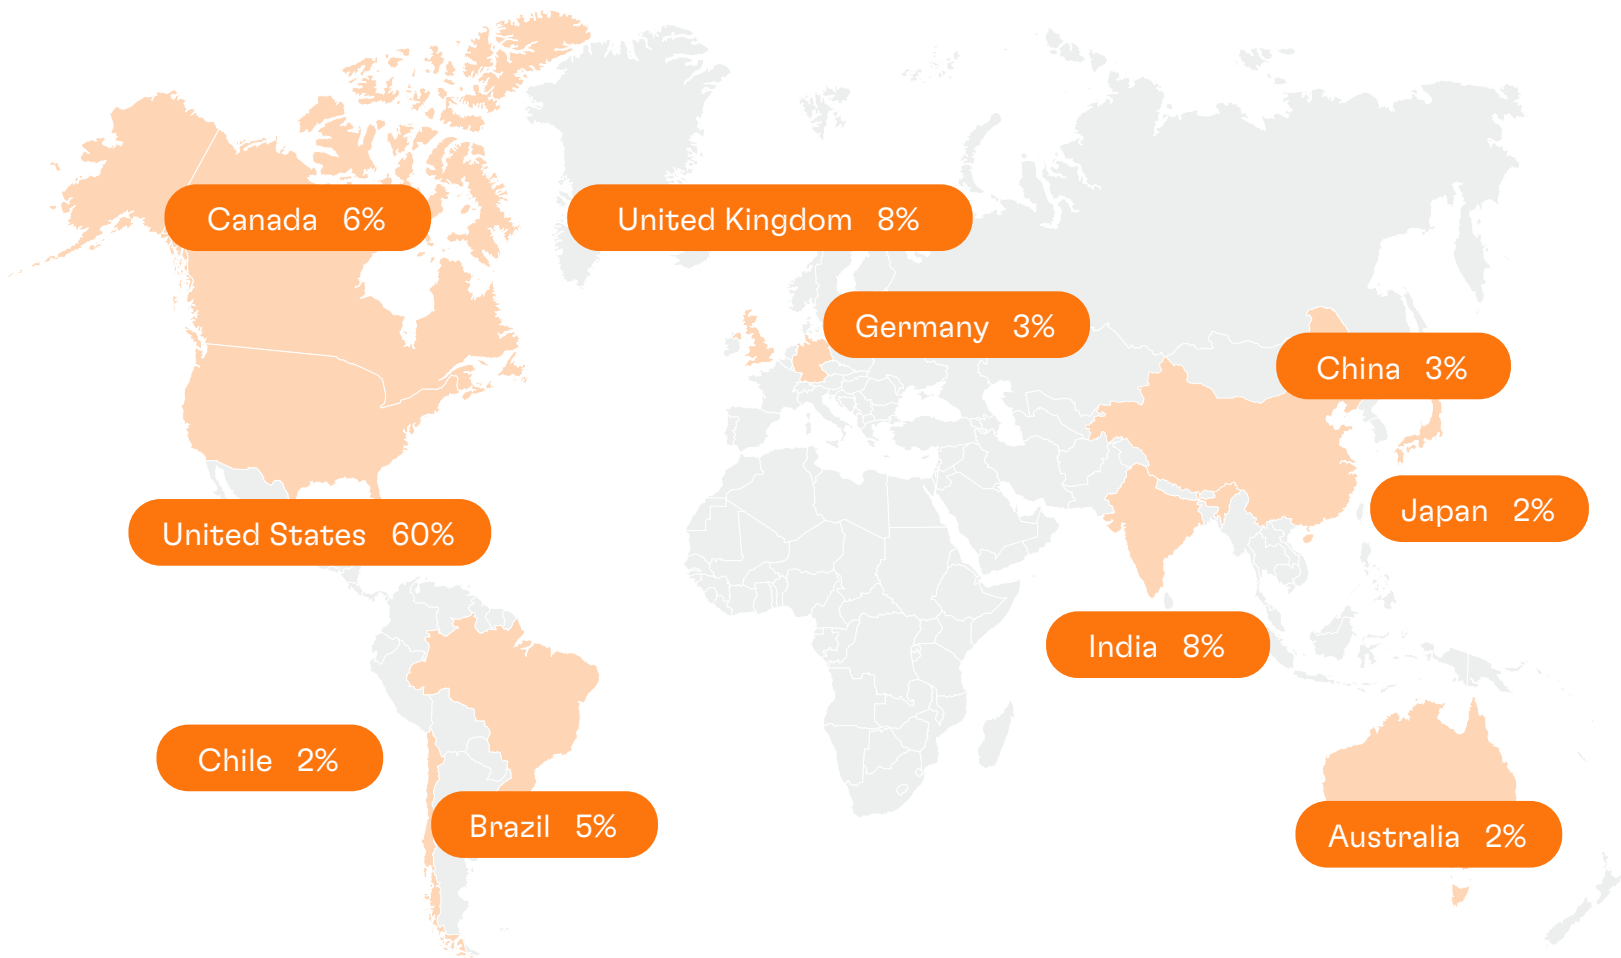 Canada 6%
United Kingdom 8%
Germany 3%
China 3%
Japan 2%
United States 60%
India 8%
Chile 2%
Brazil 5%
Australia 2%